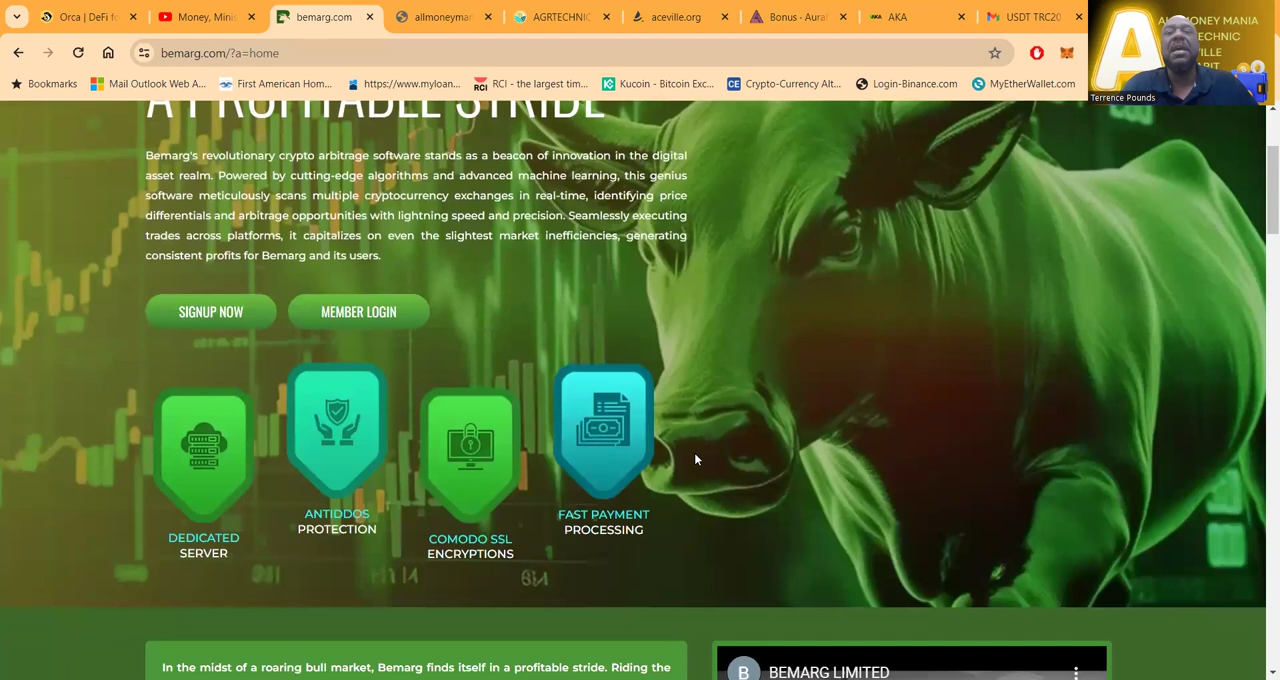 Orca | DeFi fo
Money, Minis
bemarg.com
allmoneyma
AGRTECHNIC
aceville.org
Bonus - Aura
AKA
USDT TRC20
bemarg.com/?a=home
Bookmarks
Mail Outlook Web A...
First American Hom...
https://www.myloan...
RCI - the largest tim...
Kucoin - Bitcoin Exc...
Crypto-Currency Alt...
Login-Binance.com
MyEtherWallet.com
Terrence Pounds
A PROFITABLE STRIDE
Bemarg's revolutionary crypto arbitrage software stands as a beacon of innovation in the digital
asset realm. Powered by cutting-edge algorithms and advanced machine learning, this genius
software meticulously scans multiple cryptocurrency exchanges in real-time, identifying price
differentials and arbitrage opportunities with lightning speed and precision. Seamlessly executing
trades across platforms, it capitalizes on even the slightest market inefficiencies, generating
consistent profits for Bemarg and its users.
SIGNUP NOW
MEMBER LOGIN
DEDICATED
SERVER
ANTIDDOS
PROTECTION
COMODO SSL
ENCRYPTIONS
FAST PAYMENT
PROCESSING
In the midst of a roaring bull market, Bemarg finds itself in a profitable stride. Riding the
B
BEMARG LIMITED